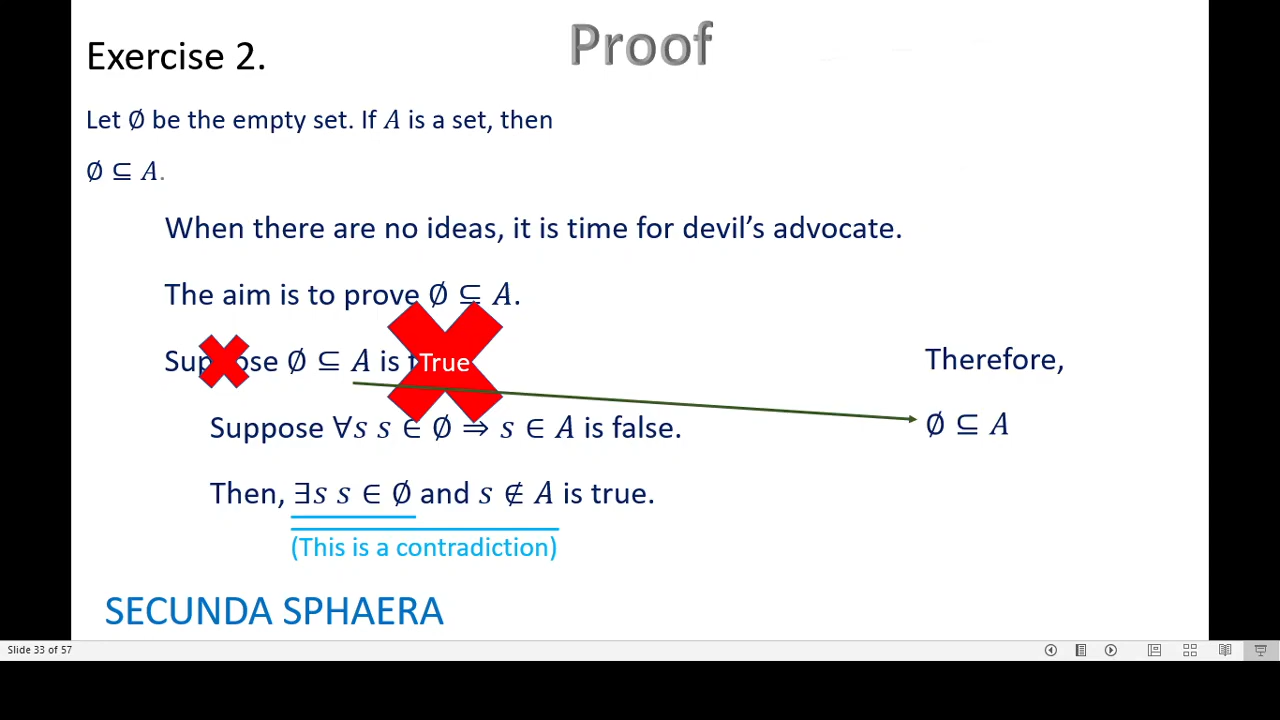 Proof
Exercise 2.
Let ∅ be the empty set. If A is a set, then
∅ ⊆ A.
When there are no ideas, it is time for devil’s advocate.
The aim is to prove ∅ ⊆ A.
∅ ⊆ A is True
Therefore,
Suppose ∀s s ∈ ∅ ⇒ s ∈ A is false.
∅ ⊆ A
Then, ∃s s ∈ ∅ and s ∉ A is true.
(This is a contradiction)
SECUNDA SPHAERA
Slide 33 of 57